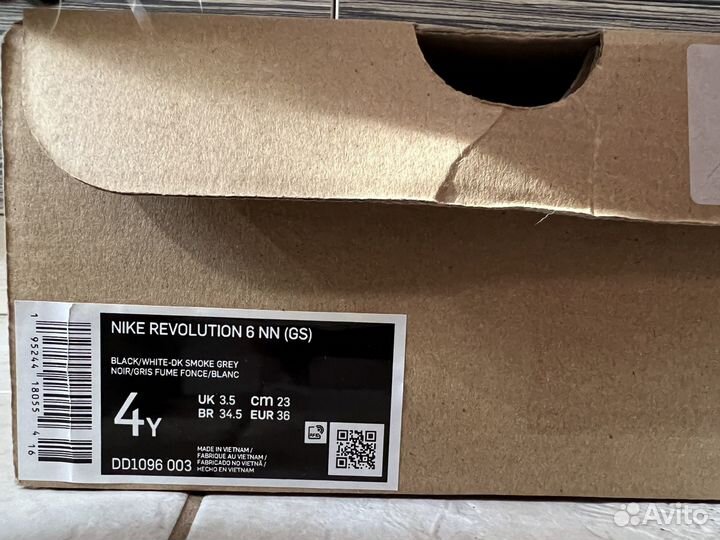 NIKE REVOLUTION 6 NN (GS)
BLACK/WHITE-DK SMOKE GREY
NOIR/GRIS FUME FONCE/BLANC
4Y
UK 3.5 cm 23
BR 34.5 EUR 36
DD1096 003
MADE IN VIETNAM /
FABRIQUE AU VIETNAM /
FABRICADO NO VIETNÃ /
HECHO EN VIETNAM
RFID
1 95244 18055 4 16
Avito